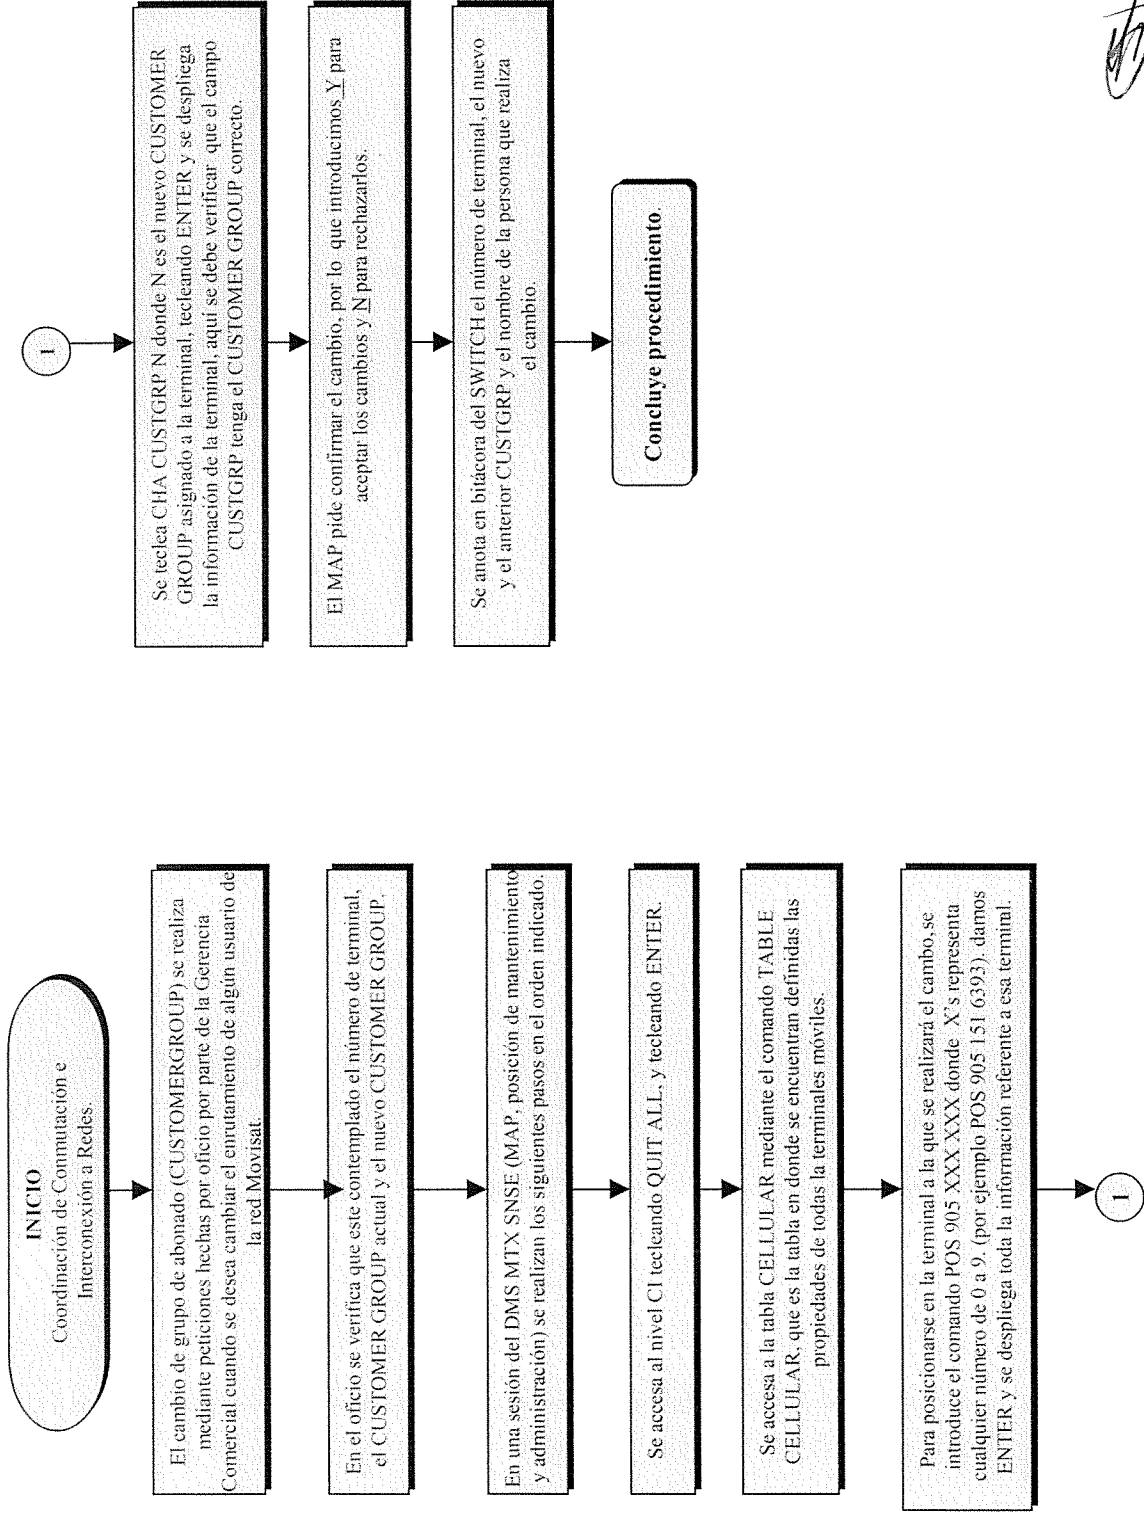 INICIO
Coordinación de Conmutación e
Interconexión a Redes.
El cambio de grupo de abonado (CUSTOMERGROUP) se realiza
mediante peticiones hechas por oficio por parte de la Gerencia
Comercial cuando se desea cambiar el enrutamiento de algún usuario de
la red Movisat.
En el oficio se verifica que este contemplado el número de terminal,
el CUSTOMER GROUP actual y el nuevo CUSTOMER GROUP.
En una sesión del DMS MTX SNSE (MAP, posición de mantenimiento
y administración) se realizan los siguientes pasos en el orden indicado.
Se accesa al nivel CI tecleando QUIT ALL, y tecleando ENTER.
Se accesa a la tabla CELLULAR mediante el comando TABLE
CELLULAR, que es la tabla en donde se encuentran definidas las
propiedades de todas la terminales móviles.
Para posicionarse en la terminal a la que se realizará el cambo, se
introduce el comando POS 905 XXX XXXX donde X's representa
cualquier número de 0 a 9. (por ejemplo POS 905 151 6393). damos
ENTER y se despliega toda la información referente a esa terminal.
1
1
Se teclea CHA CUSTGRP N donde N es el nuevo CUSTOMER
GROUP asignado a la terminal, tecleando ENTER y se despliega
la información de la terminal, aquí se debe verificar que el campo
CUSTGRP tenga el CUSTOMER GROUP correcto.
El MAP pide confirmar el cambio, por lo que introducimos Y para
aceptar los cambios y N para rechazarlos.
Se anota en bitácora del SWITCH el número de terminal, el nuevo
y el anterior CUSTGRP y el nombre de la persona que realiza
el cambio.
Concluye procedimiento.